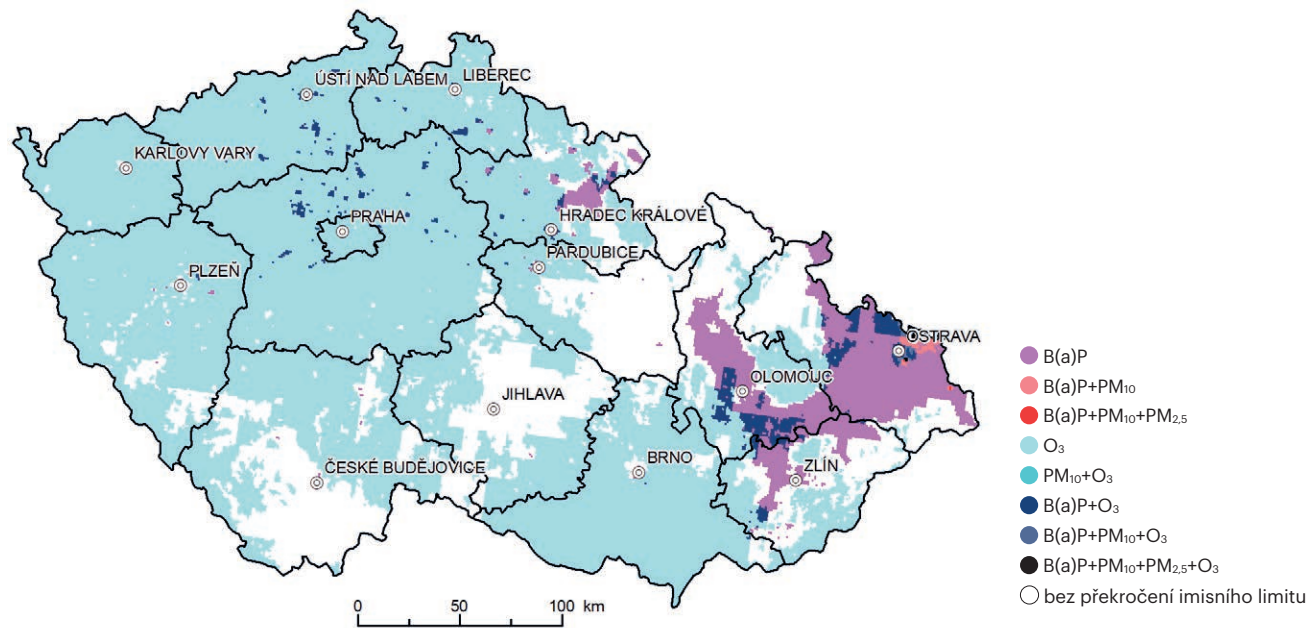 ÚSTÍ NAD LABEM
LIBEREC
KARLOVY VARY
PRAHA
HRADEC KRÁLOVÉ
PARDUBICE
PLZEŇ
OSTRAVA
OLOMOUC
JIHLAVA
BRNO
ZLÍN
ČESKÉ BUDĚJOVICE
0 50 100 km
B(a)P
B(a)P+PM₁₀
B(a)P+PM₁₀+PM₂,₅
O₃
PM₁₀+O₃
B(a)P+O₃
B(a)P+PM₁₀+O₃
B(a)P+PM₁₀+PM₂,₅+O₃
bez překročení imisního limitu